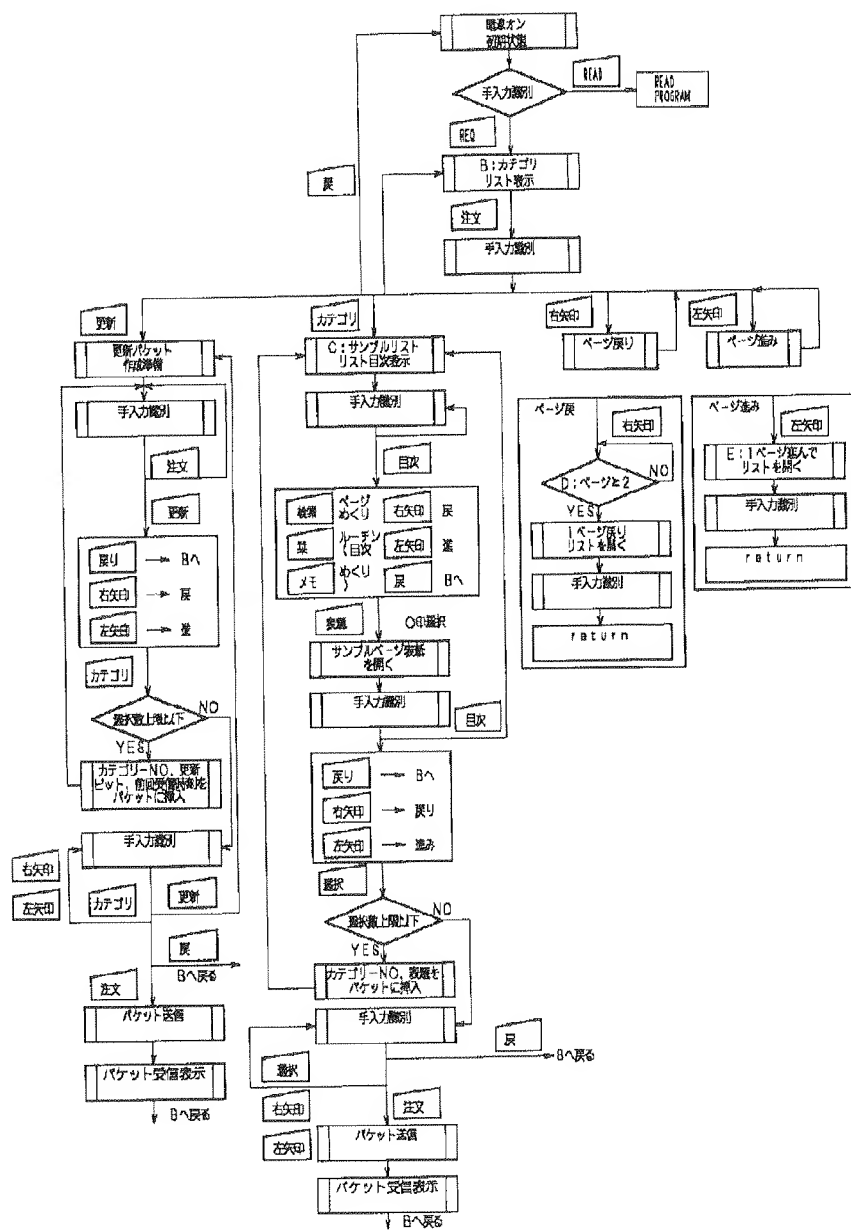 電源オン
初期状態
手入力識別
READ
READ
PROGRAM
REQ
B:カテゴリ
リスト表示
戻
注文
手入力識別
更新
カテゴリ
右矢印
左矢印
ページ戻り
ページ進み
更新パケット
作成準備
手入力識別
注文
更新
戻り → Bへ
右矢印 → 戻
左矢印 → 進
カテゴリ
選択数上限以下
NO
YES
カテゴリーNO、更新
ビット、前回受信時刻を
パケットに挿入
手入力識別
右矢印
左矢印
カテゴリ
更新
戻
Bへ戻る
注文
パケット送信
パケット受信表示
Bへ戻る
C:サンプルリスト
リスト目次表示
手入力識別
目次
検索 ページ 右矢印 戻
めくり
栞 ルーチン 左矢印 進
(目次
メモ めくり 戻 Bへ
)
表題
○印選択
サンプルページ表紙
を開く
手入力識別
目次
戻り → Bへ
右矢印 → 戻り
左矢印 → 進み
選択
選択数上限以下
NO
YES
カテゴリーNO、表題を
パケットに挿入
手入力識別
戻
Bへ戻る
選択
右矢印
左矢印
注文
パケット送信
パケット受信表示
Bへ戻る
ページ戻
右矢印
D:ページ≥2
NO
YES
1ページ戻り
リストを開く
手入力識別
return
ページ進み
左矢印
E:1ページ進んで
リストを開く
手入力識別
return